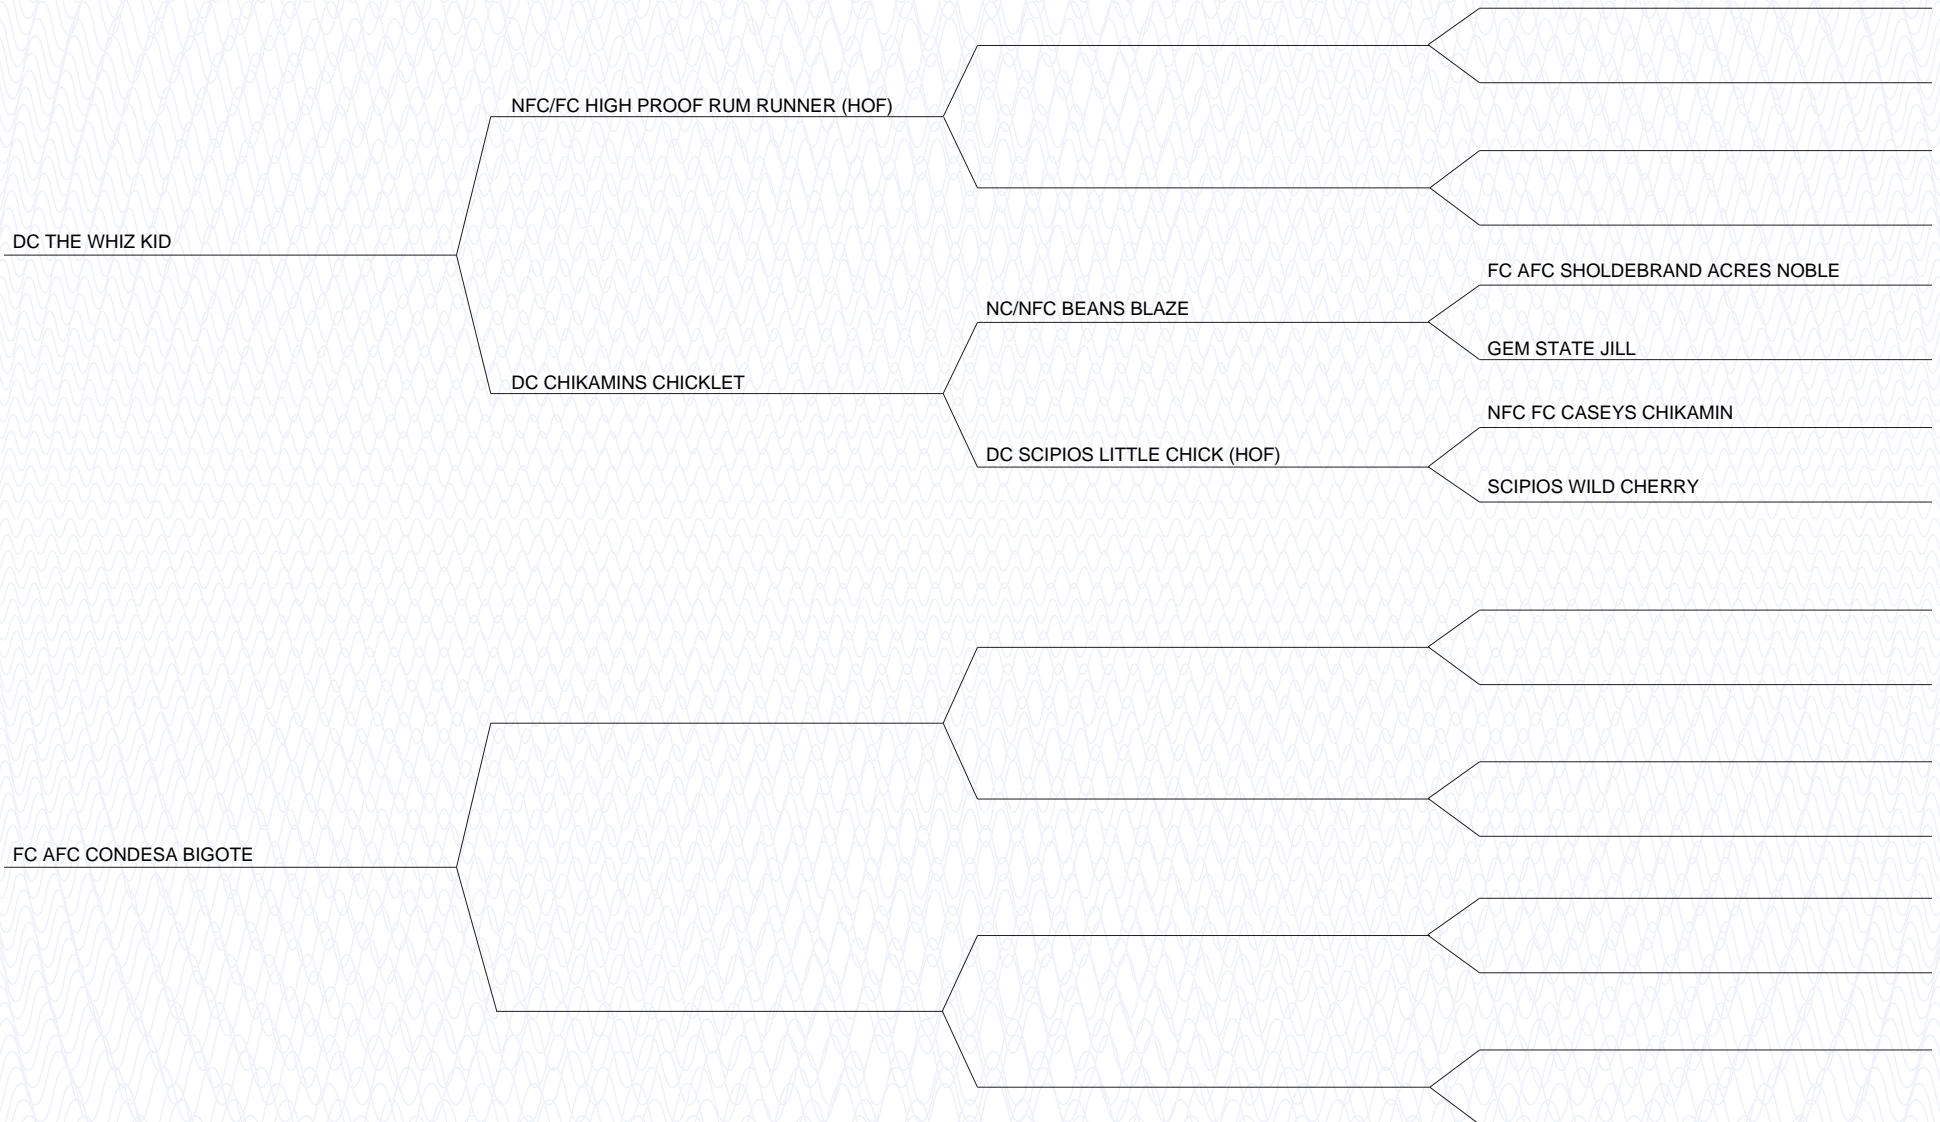 NFC/FC HIGH PROOF RUM RUNNER (HOF)
DC THE WHIZ KID
FC AFC SHOLDEBRAND ACRES NOBLE
NC/NFC BEANS BLAZE
GEM STATE JILL
DC CHIKAMINS CHICKLET
NFC FC CASEYS CHIKAMIN
DC SCIPIOS LITTLE CHICK (HOF)
SCIPIOS WILD CHERRY
FC AFC CONDESA BIGOTE